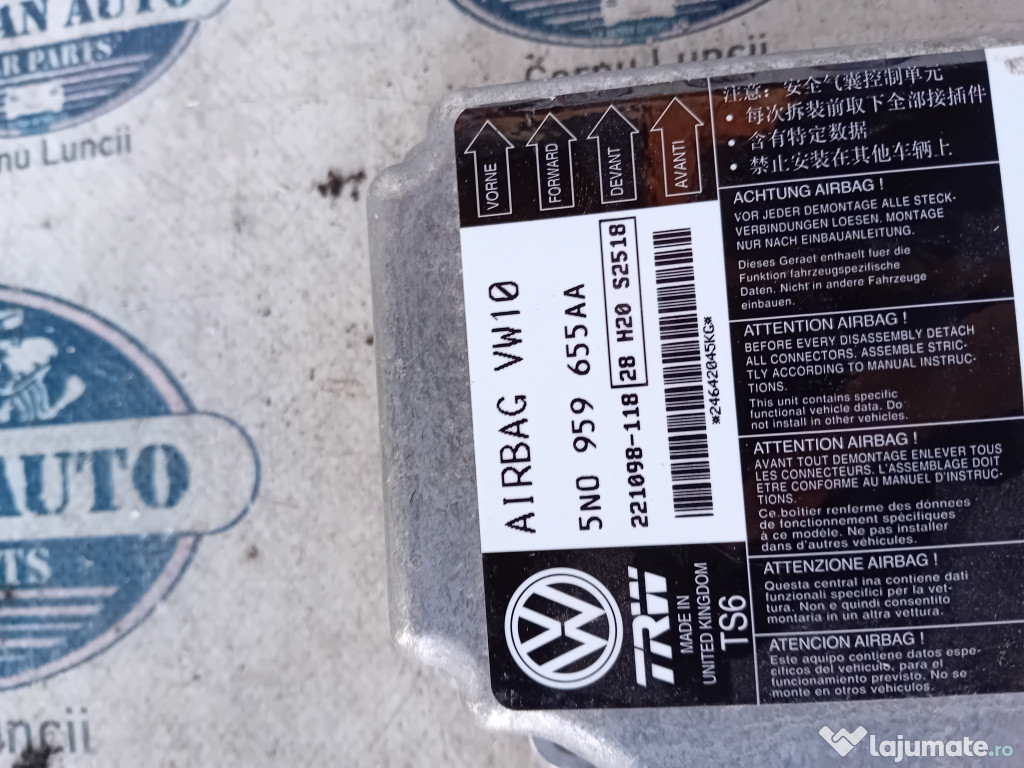 AN AUTO
R PARTS
nu Luncii
Cornu Luncii
AUTO
TS
uncii
VORNE
FORWARD
DEVANT
AVANTI
AIRBAG VW10
5N0 959 655AA
221098-118 28 H20 S2518
*24642045KG*
TRW
MADE IN
UNITED KINGDOM
TS6
注意: 安全气囊控制单元
• 每次拆装前取下全部接插件
• 含有特定数据
• 禁止安装在其他车辆上
ACHTUNG AIRBAG !
VOR JEDER DEMONTAGE ALLE STECK-
VERBINDUNGEN LOESEN. MONTAGE
NUR NACH EINBAUANLEITUNG.
Dieses Geraet enthaelt fuer die
Funktion fahrzeugspezifische
Daten. Nicht in andere Fahrzeuge
einbauen.
ATTENTION AIRBAG !
BEFORE EVERY DISASSEMBLY DETACH
ALL CONNECTORS. ASSEMBLE STRIC-
TLY ACCORDING TO MANUAL INSTRUC-
TIONS.
This unit contains specific
functional vehicle data. Do
not install in other vehicles.
ATTENTION AIRBAG !
AVANT TOUT DEMONTAGE ENLEVER TOUS
LES CONNECTEURS. L'ASSEMBLAGE DOIT
ETRE CONFORME AU MANUEL D'INSTRUC-
TIONS.
Ce boîtier renferme des données
de fonctionnement spécifiques
à ce modèle. Ne pas installer
dans d'autres véhicules.
ATTENZIONE AIRBAG !
Questa central ina contiene dati
funzionali specifici per la vet-
tura. Non e quindi consentito
montaria in un altra vettura.
ATENCION AIRBAG !
Este aquipo contiene datos espe-
cificos del vehiculo, para el
funcionamiento previsto. No se
monte en otros vehiculos.
lajumate.ro